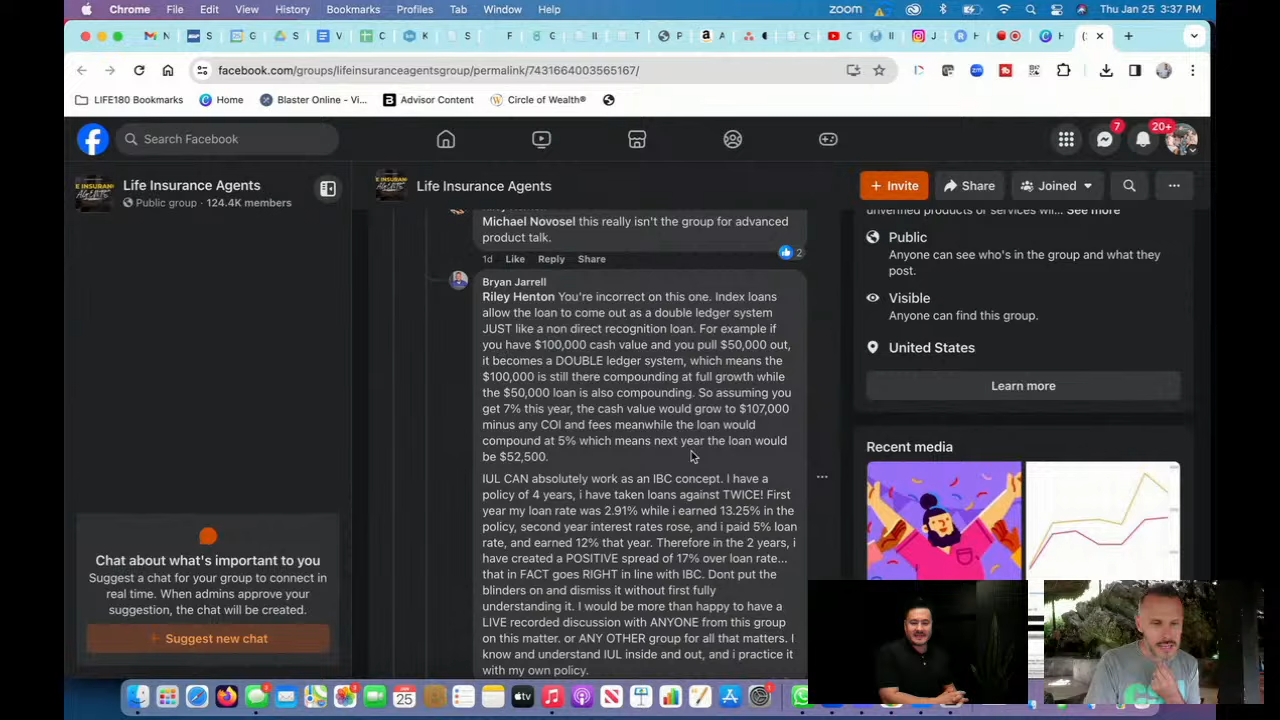 Chrome File Edit View History Bookmarks Profiles Tab Window Help zoom Thu Jan 25 3:37 PM
facebook.com/groups/lifeinsuranceagentsgroup/permalink/7431664003565167/
LIFE180 Bookmarks Home Blaster Online - Vi... Advisor Content Circle of Wealth®
Search Facebook 7 20+
Life Insurance Agents
Public group · 124.4K members
Life Insurance Agents
+ Invite Share Joined
Michael Novosel this really isn't the group for advanced
product talk.
2
1d Like Reply Share
Bryan Jarrell
Riley Henton You're incorrect on this one. Index loans
allow the loan to come out as a double ledger system
JUST like a non direct recognition loan. For example if
you have $100,000 cash value and you pull $50,000 out,
it becomes a DOUBLE ledger system, which means the
$100,000 is still there compounding at full growth while
the $50,000 loan is also compounding. So assuming you
get 7% this year, the cash value would grow to $107,000
minus any COI and fees meanwhile the loan would
compound at 5% which means next year the loan would
be $52,500.
IUL CAN absolutely work as an IBC concept. I have a
policy of 4 years, i have taken loans against TWICE! First
year my loan rate was 2.91% while i earned 13.25% in the
policy, second year interest rates rose, and i paid 5% loan
rate, and earned 12% that year. Therefore in the 2 years, i
have created a POSITIVE spread of 17% over loan rate...
that in FACT goes RIGHT in line with IBC. Dont put the
blinders on and dismiss it without first fully
understanding it. I would be more than happy to have a
LIVE recorded discussion with ANYONE from this group
on this matter. or ANY OTHER group for all that matters. I
know and understand IUL inside and out, and i practice it
with my own policy.
See more
Public
Anyone can see who's in the group and what they
post.
Visible
Anyone can find this group.
United States
Learn more
Recent media
Chat about what's important to you
Suggest a chat for your group to connect in
real time. When admins approve your
suggestion, the chat will be created.
+ Suggest new chat
JAN
25
tv